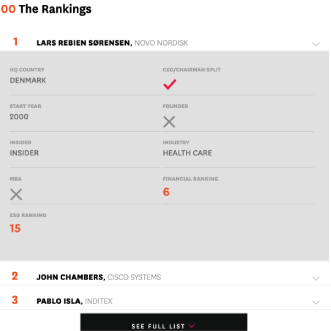 00 The Rankings
1 LARS REBIEN SØRENSEN, NOVO NORDISK
HQ COUNTRY CEO/CHAIRMAN SPLIT
DENMARK
START YEAR FOUNDER
2000
INSIDER INDUSTRY
INSIDER HEALTH CARE
MBA FINANCIAL RANKING
6
ESG RANKING
15
2 JOHN CHAMBERS, CISCO SYSTEMS
3 PABLO ISLA, INDITEX
SEE FULL LIST